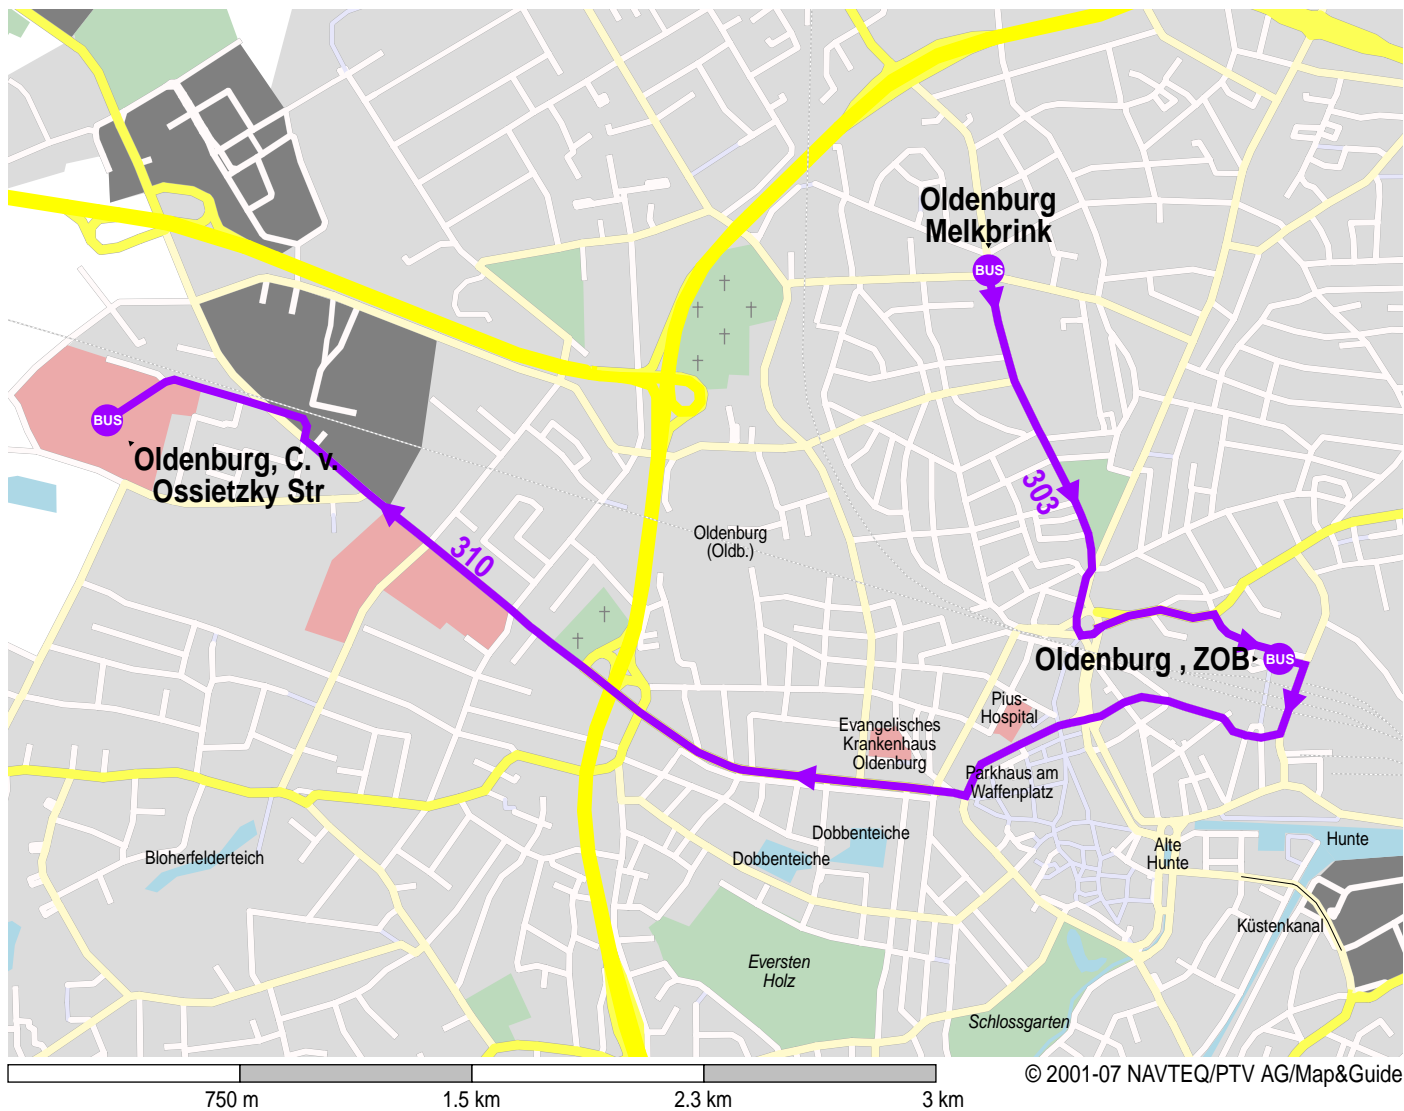 Oldenburg
Melkbrink
BUS
BUS
Oldenburg, C. v.
Ossietzky Str
303
310
Oldenburg
(Oldb.)
Oldenburg , ZOB
BUS
Pius-
Hospital
Evangelisches
Krankenhaus
Oldenburg
Parkhaus am
Waffenplatz
Dobbenteiche
Dobbenteiche
Bloherfelderteich
Alte
Hunte
Hunte
Küstenkanal
Eversten
Holz
Schlossgarten
© 2001-07 NAVTEQ/PTV AG/Map&Guide
750 m
1.5 km
2.3 km
3 km